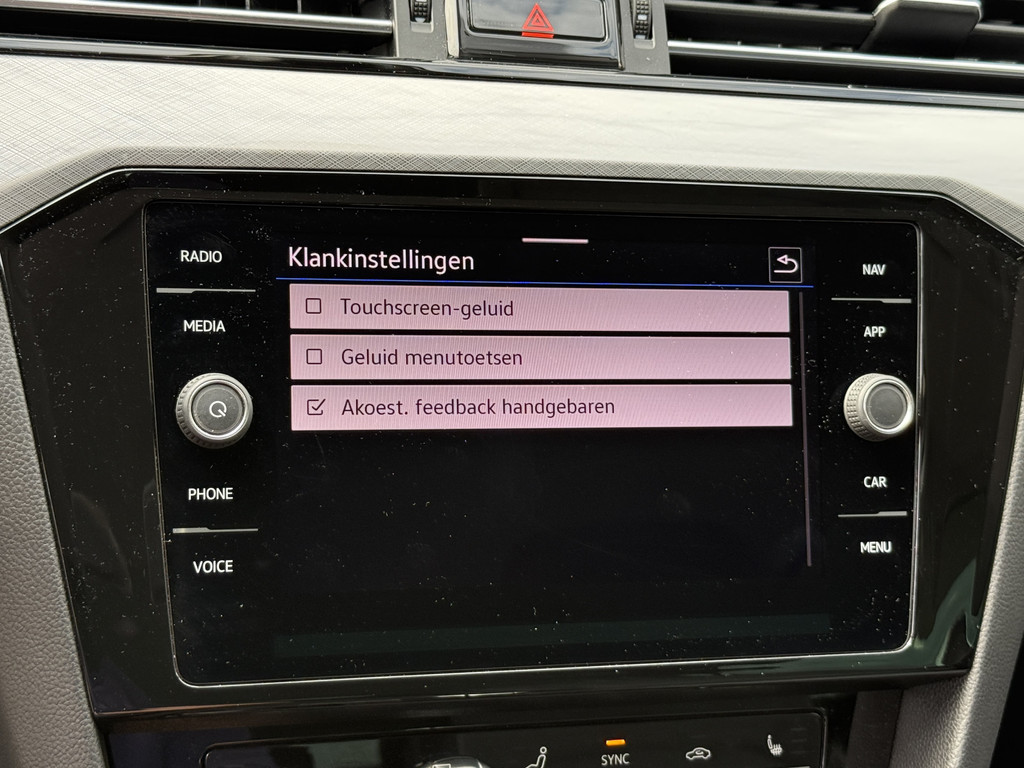 RADIO
MEDIA
PHONE
VOICE
Klankinstellingen
Touchscreen-geluid
Geluid menutoetsen
Akoest. feedback handgebaren
NAV
APP
CAR
MENU
SYNC